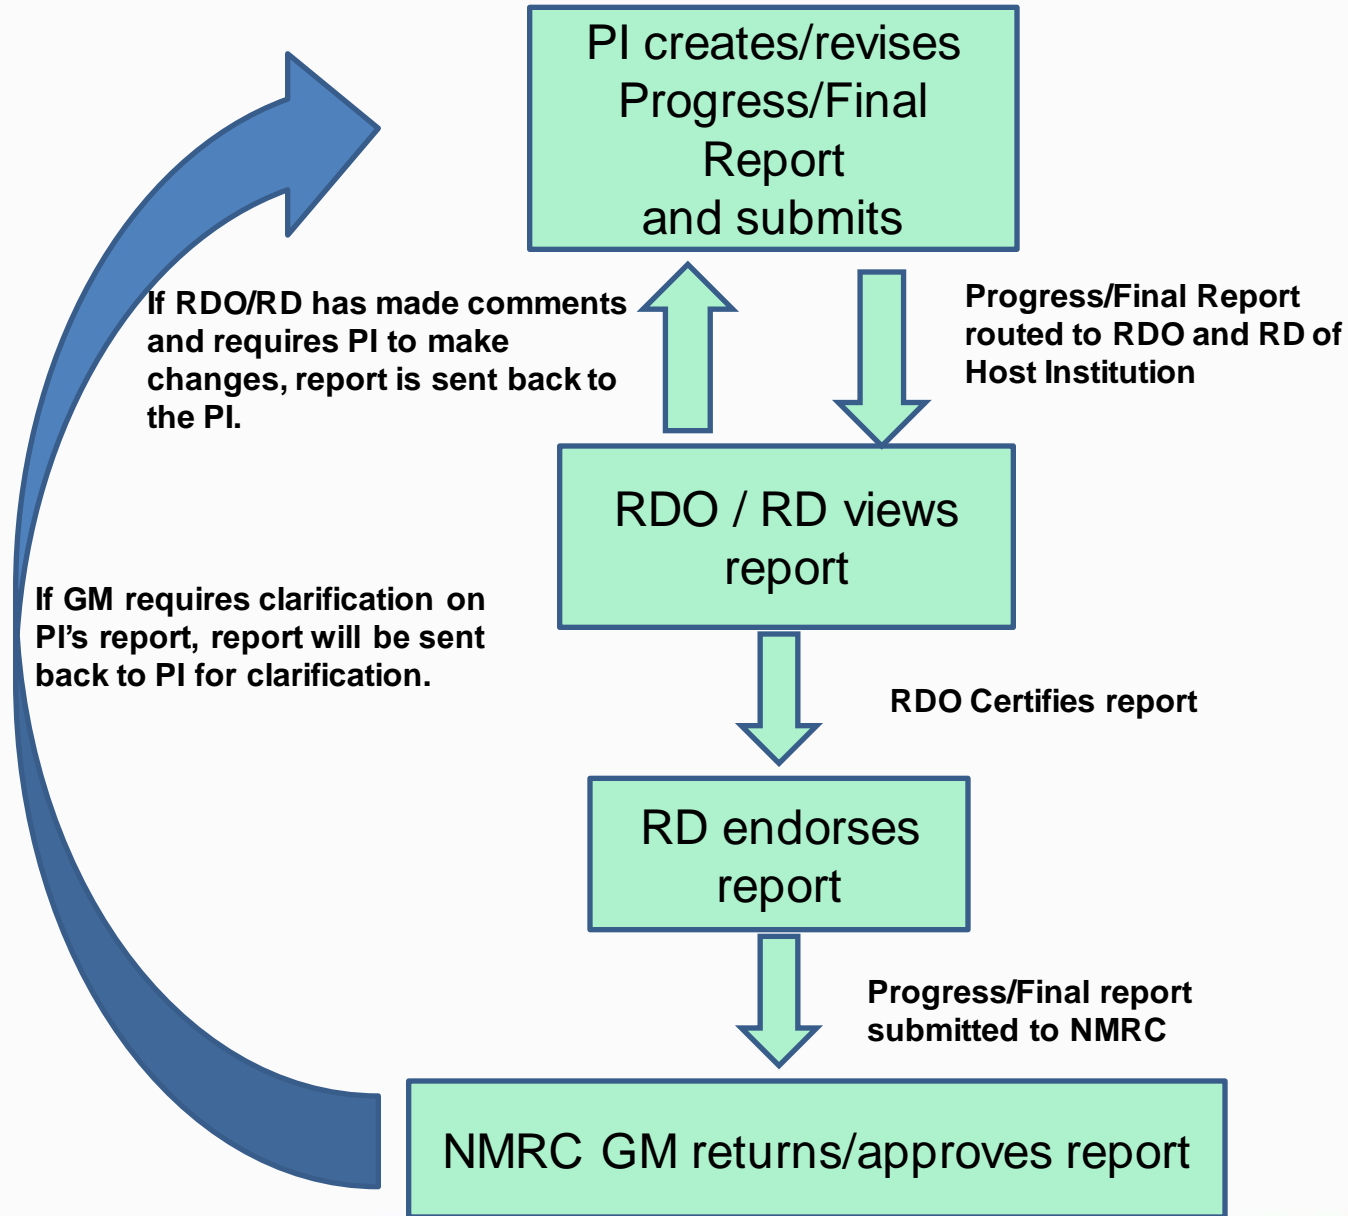 PI creates/revises
Progress/Final
Report
and submits
If RDO/RD has made comments
and requires PI to make
changes, report is sent back to
the PI.
Progress/Final Report
routed to RDO and RD of
Host Institution
RDO / RD views
report
If GM requires clarification on
PI’s report, report will be sent
back to PI for clarification.
RDO Certifies report
RD endorses
report
Progress/Final report
submitted to NMRC
NMRC GM returns/approves report